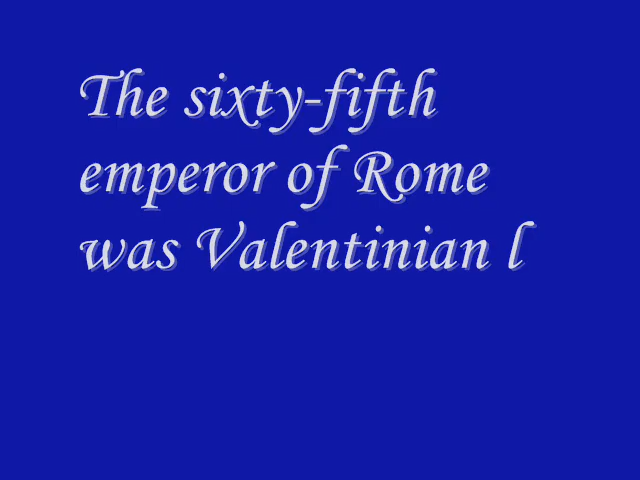 The sixty-fifth
emperor of Rome
was Valentinian l